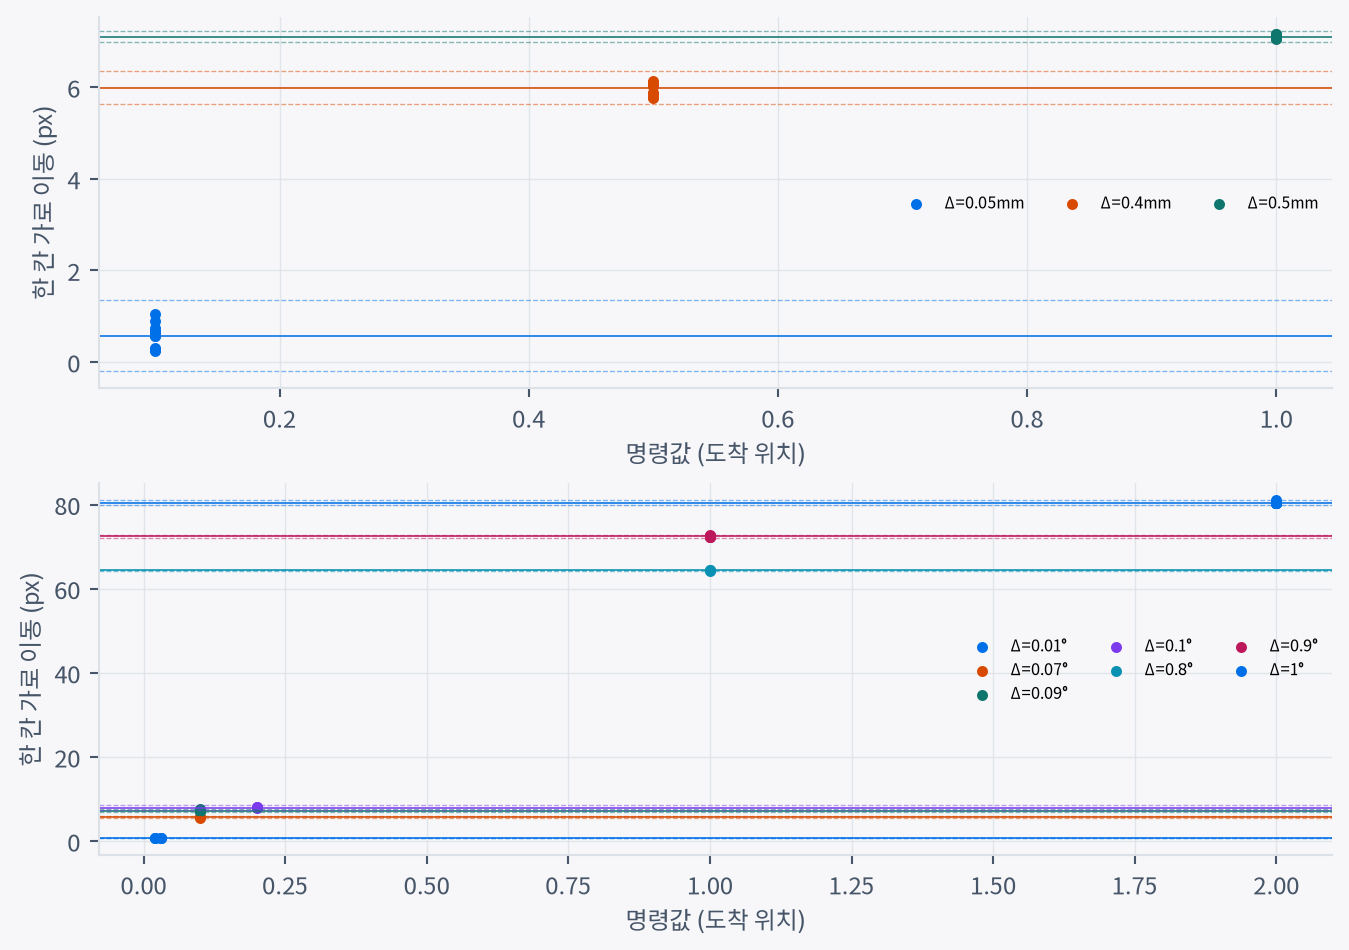 한 칸 가로 이동 (px)
6
4
2
0
Δ=0.05mm Δ=0.4mm Δ=0.5mm
0.2 0.4 0.6 0.8 1.0
명령값 (도착 위치)
한 칸 가로 이동 (px)
80
60
40
20
0
Δ=0.01° Δ=0.1° Δ=0.9°
Δ=0.07° Δ=0.8° Δ=1°
Δ=0.09°
0.00 0.25 0.50 0.75 1.00 1.25 1.50 1.75 2.00
명령값 (도착 위치)